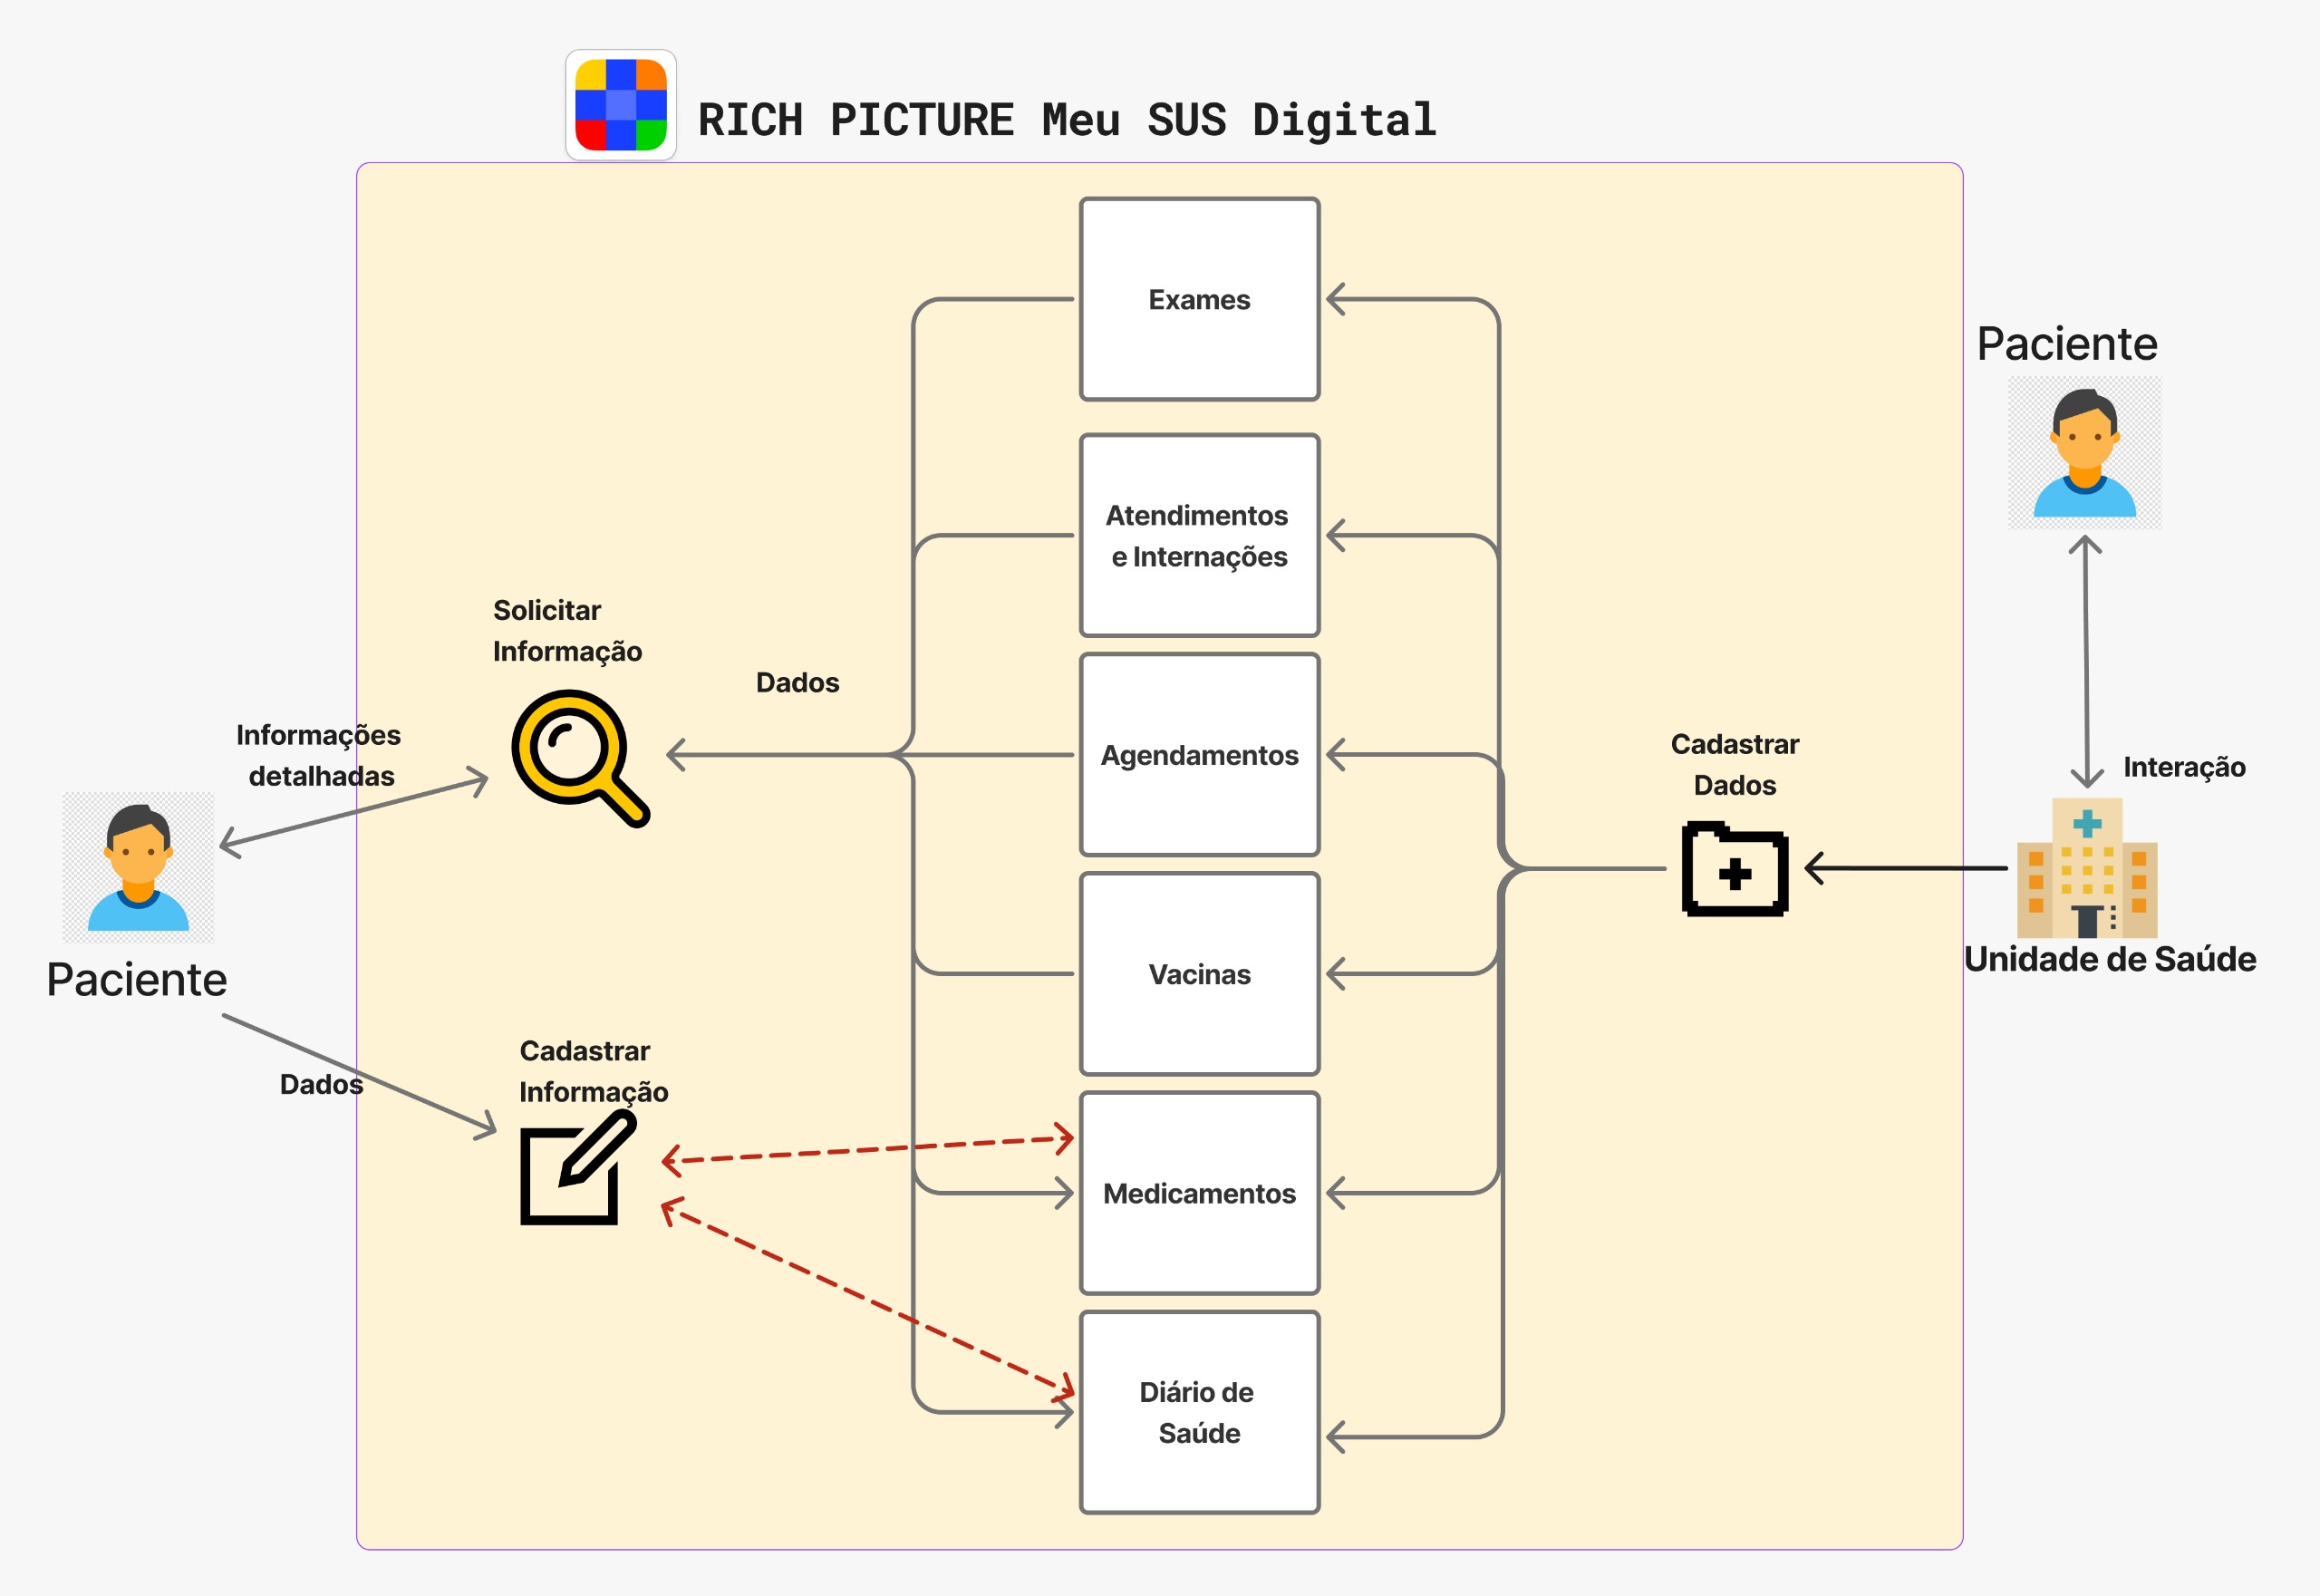 RICH PICTURE Meu SUS Digital
Exames
Paciente
Atendimentos
e Internações
Solicitar
Informação
Dados
Informações
detalhadas
Agendamentos
Cadastrar
Dados
Interação
Paciente
Vacinas
Unidade de Saúde
Cadastrar
Informação
Dados
Medicamentos
Diário de
Saúde